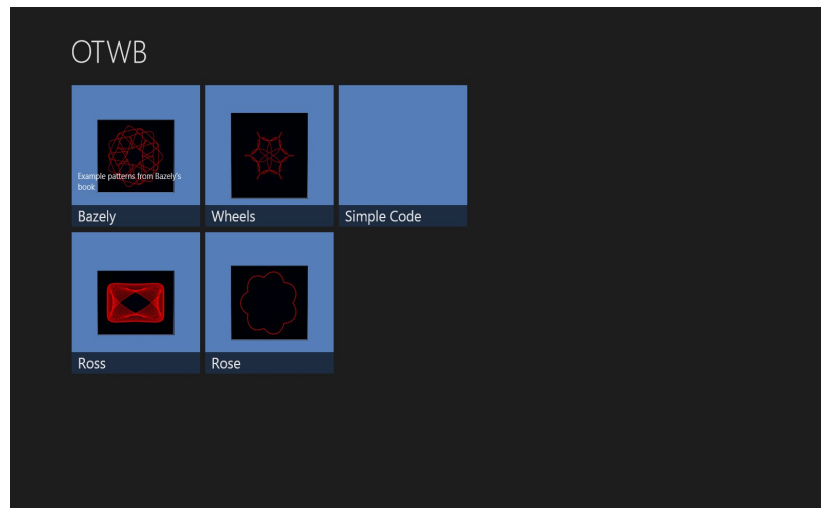 OTWB
Example patterns from Bazely's
book
Bazely
Wheels
Simple Code
Ross
Rose